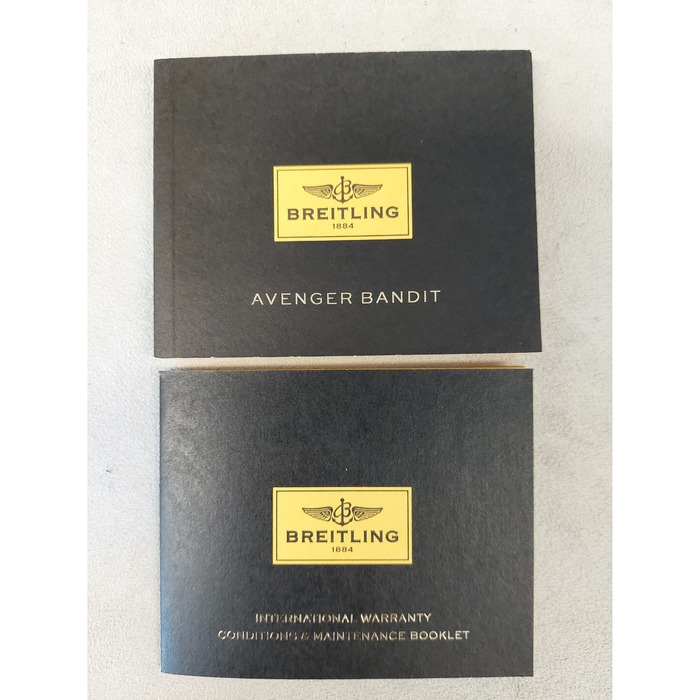 BREITLING
1884
AVENGER BANDIT
BREITLING
1884
INTERNATIONAL WARRANTY
CONDITIONS & MAINTENANCE BOOKLET